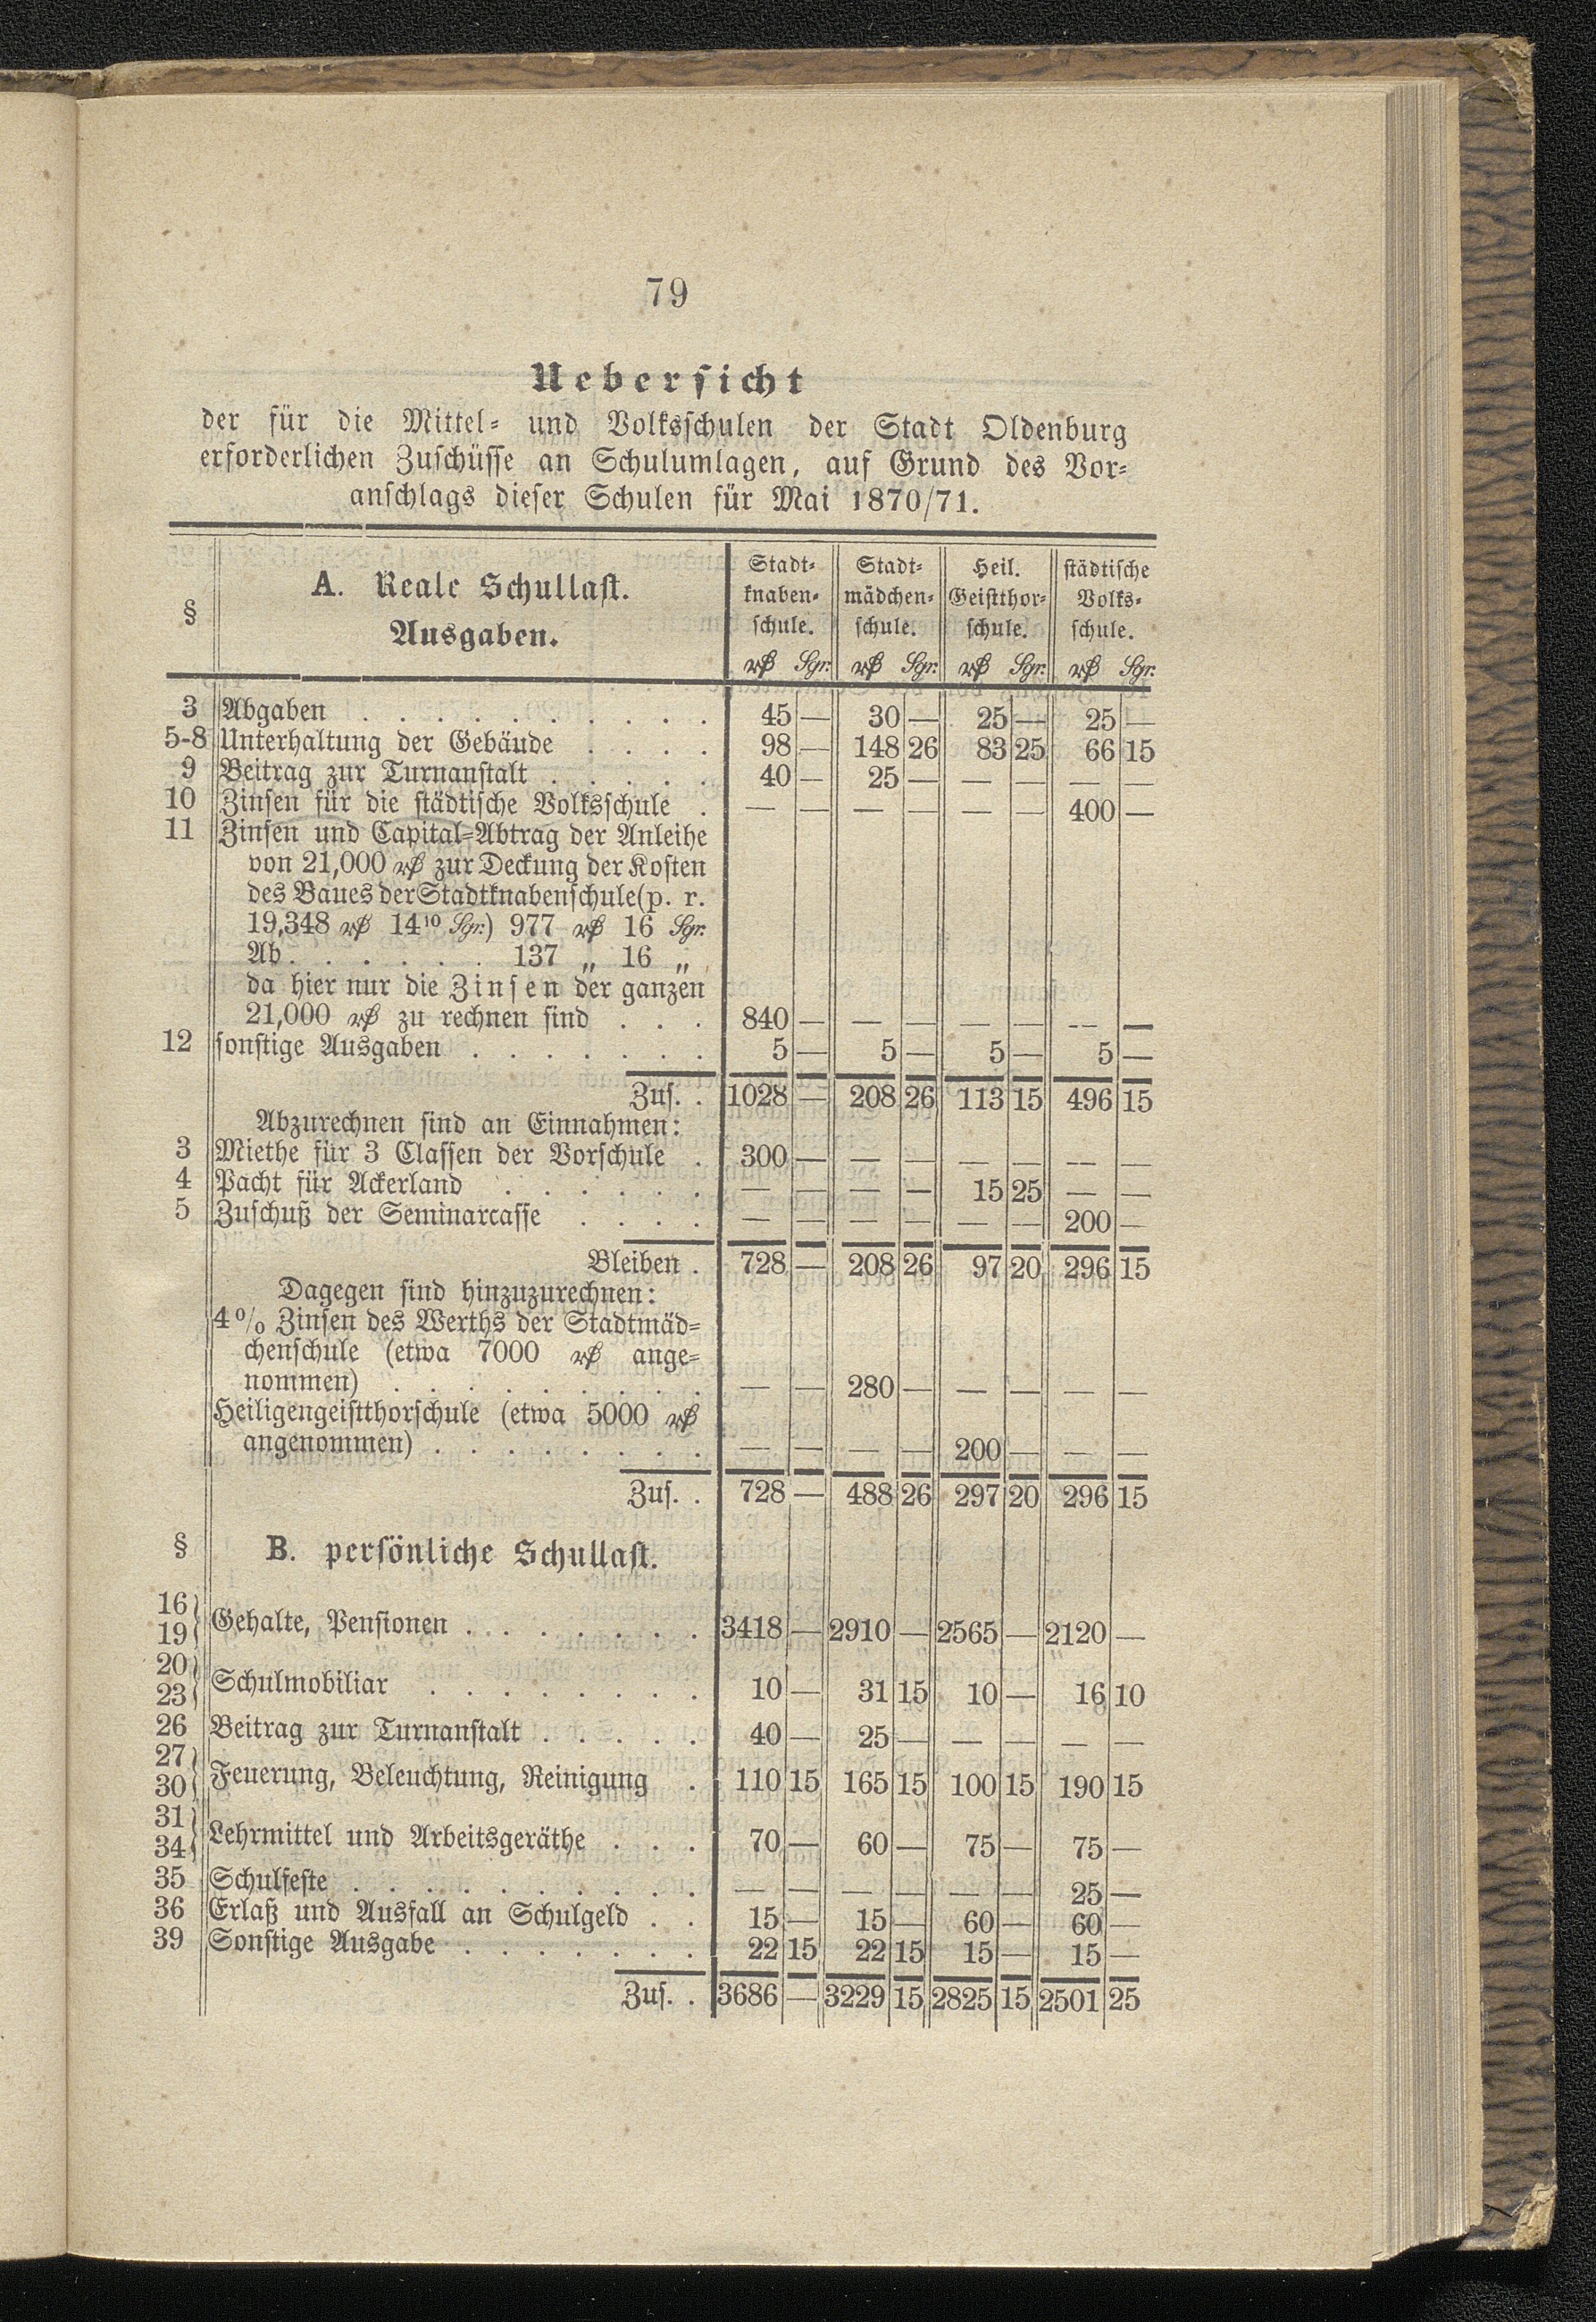 79
Uebersicht
der für die Mittel- und Volksschulen der Stadt Oldenburg
erforderlichen Zuschüsse an Schulumlagen, auf Grund des Vor-
anschlags dieser Schulen für Mai 1870/71.
§ A. Reale Schullast. Ausgaben. Stadt- knaben- schule. Stadt- mädchen- schule. Heil. Geistthor- schule. städtische Volks- schule.
₰ Sgr. ₰ Sgr. ₰ Sgr. ₰ Sgr.
3 Abgaben . . . . . . . . . . 45 — 30 — 25 — 25 —
5-8 Unterhaltung der Gebäude . . . . 98 — 148 26 83 25 66 15
9 Beitrag zur Turnanstalt . . . . . 40 — 25 — — — — —
10 Zinsen für die städtische Volksschule . — — — — — — 400 —
11 Zinsen und Capital-Abtrag der Anleihe
von 21,000 ₰ zur Deckung der Kosten
des Baues der Stadtknabenschule (p. r.
19,348 ₰ 14¹⁰ Sgr.) 977 ₰ 16 Sgr.
Ab . . . . . . 137 „ 16 „
da hier nur die Zinsen der ganzen
21,000 ₰ zu rechnen sind . . . 840 — — — — — — —
12 sonstige Ausgaben . . . . . . . 5 — 5 — 5 — 5 —
Zus. . 1028 — 208 26 113 15 496 15
Abzurechnen sind an Einnahmen:
3 Miethe für 3 Classen der Vorschule . 300 — — — — — — —
4 Pacht für Ackerland . . . . . . — — — — 15 25 — —
5 Zuschuß der Seminarcasse . . . . — — — — — — 200 —
Bleiben . 728 — 208 26 97 20 296 15
Dagegen sind hinzuzurechnen:
4% Zinsen des Werths der Stadtmäd-
chenschule (etwa 7000 ₰ ange-
nommen) . . . . . . . . . — — 280 — — — — —
Heiligengeistthorschule (etwa 5000 ₰
angenommen) . . . . . . . . — — — — 200 — — —
Zus. . 728 — 488 26 297 20 296 15
§ B. persönliche Schullast.
16) 19) Gehalte, Pensionen . . . . . . . 3418 — 2910 — 2565 — 2120 —
20) 23) Schulmobiliar . . . . . . . . 10 — 31 15 10 — 16 10
26 Beitrag zur Turnanstalt . . . . . 40 — 25 — — — — —
27) 30) Feuerung, Beleuchtung, Reinigung . 110 15 165 15 100 15 190 15
31) 34) Lehrmittel und Arbeitsgeräthe . . . 70 — 60 — 75 — 75 —
35 Schulfeste . . . . . . . . . . — — — — — — 25 —
36 Erlaß und Ausfall an Schulgeld . . 15 — 15 — 60 — 60 —
39 Sonstige Ausgabe . . . . . . . 22 15 22 15 15 — 15 —
Zus. . 3686 — 3229 15 2825 15 2501 25